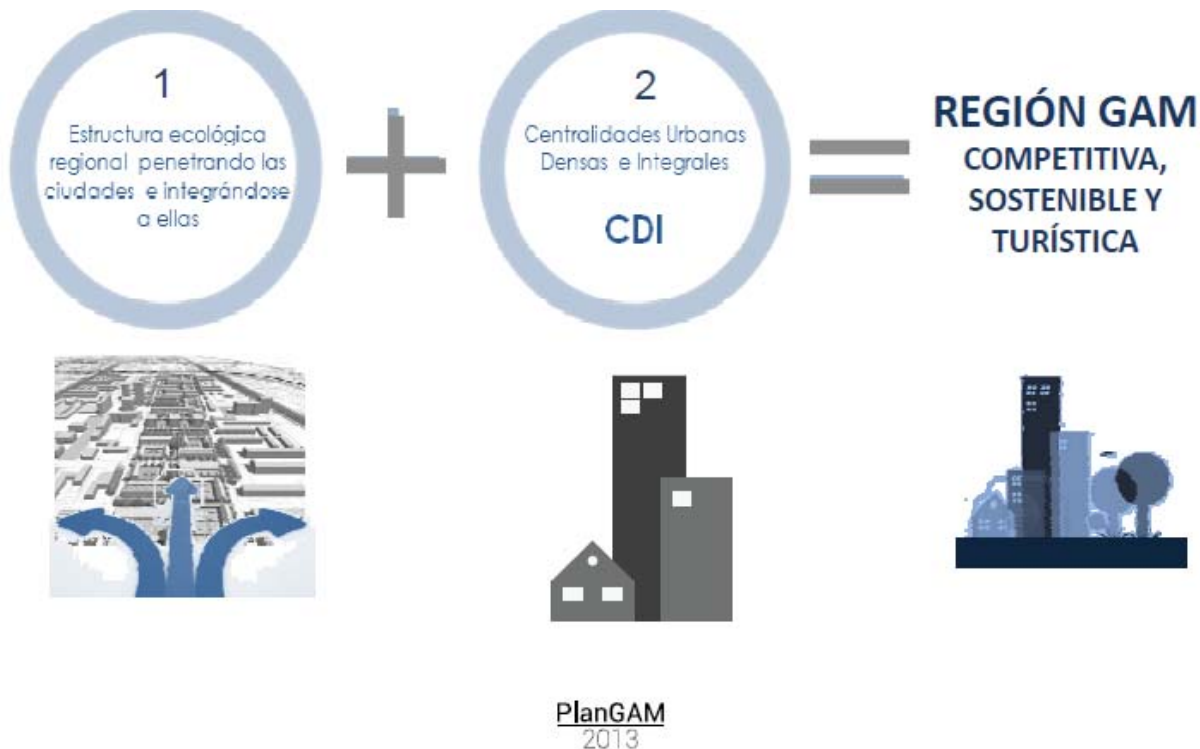 1
Estructura ecológica
regional penetrando las
ciudades e integrándose
a ellas
2
Centralidades Urbanas
Densas e Integrales
CDI
REGIÓN GAM
COMPETITIVA,
SOSTENIBLE Y
TURÍSTICA
PlanGAM
2013